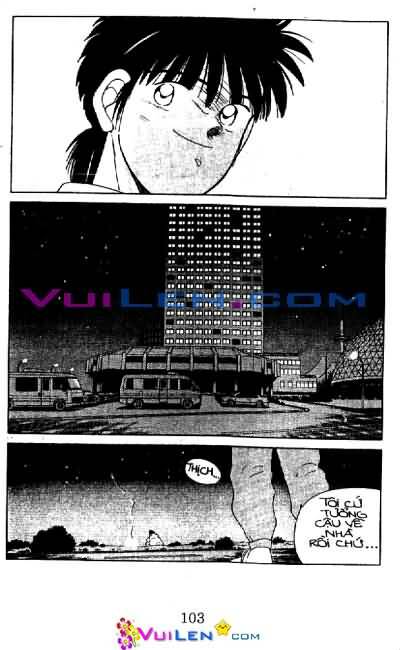 VUILEN.COM
THỊCH...
TÔI CỨ
TƯỞNG
CẬU VỀ
NHÀ
RỒI CHỨ...
103
VUILEN.COM